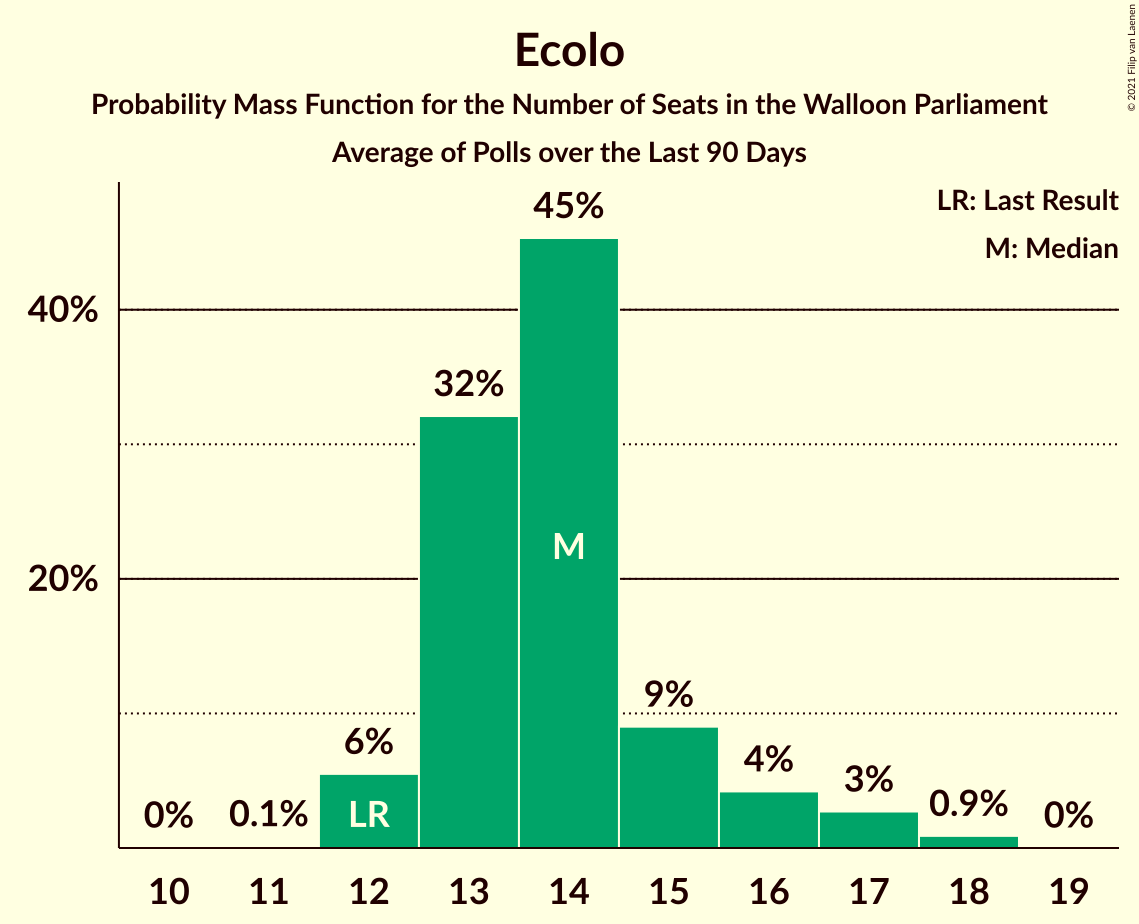 Ecolo
Probability Mass Function for the Number of Seats in the Walloon Parliament
Average of Polls over the Last 90 Days
© 2021 Filip van Laenen
LR: Last Result
M: Median
40%
20%
0%
0.1%
6%
32%
45%
9%
4%
3%
0.9%
0%
LR
M
10 11 12 13 14 15 16 17 18 19